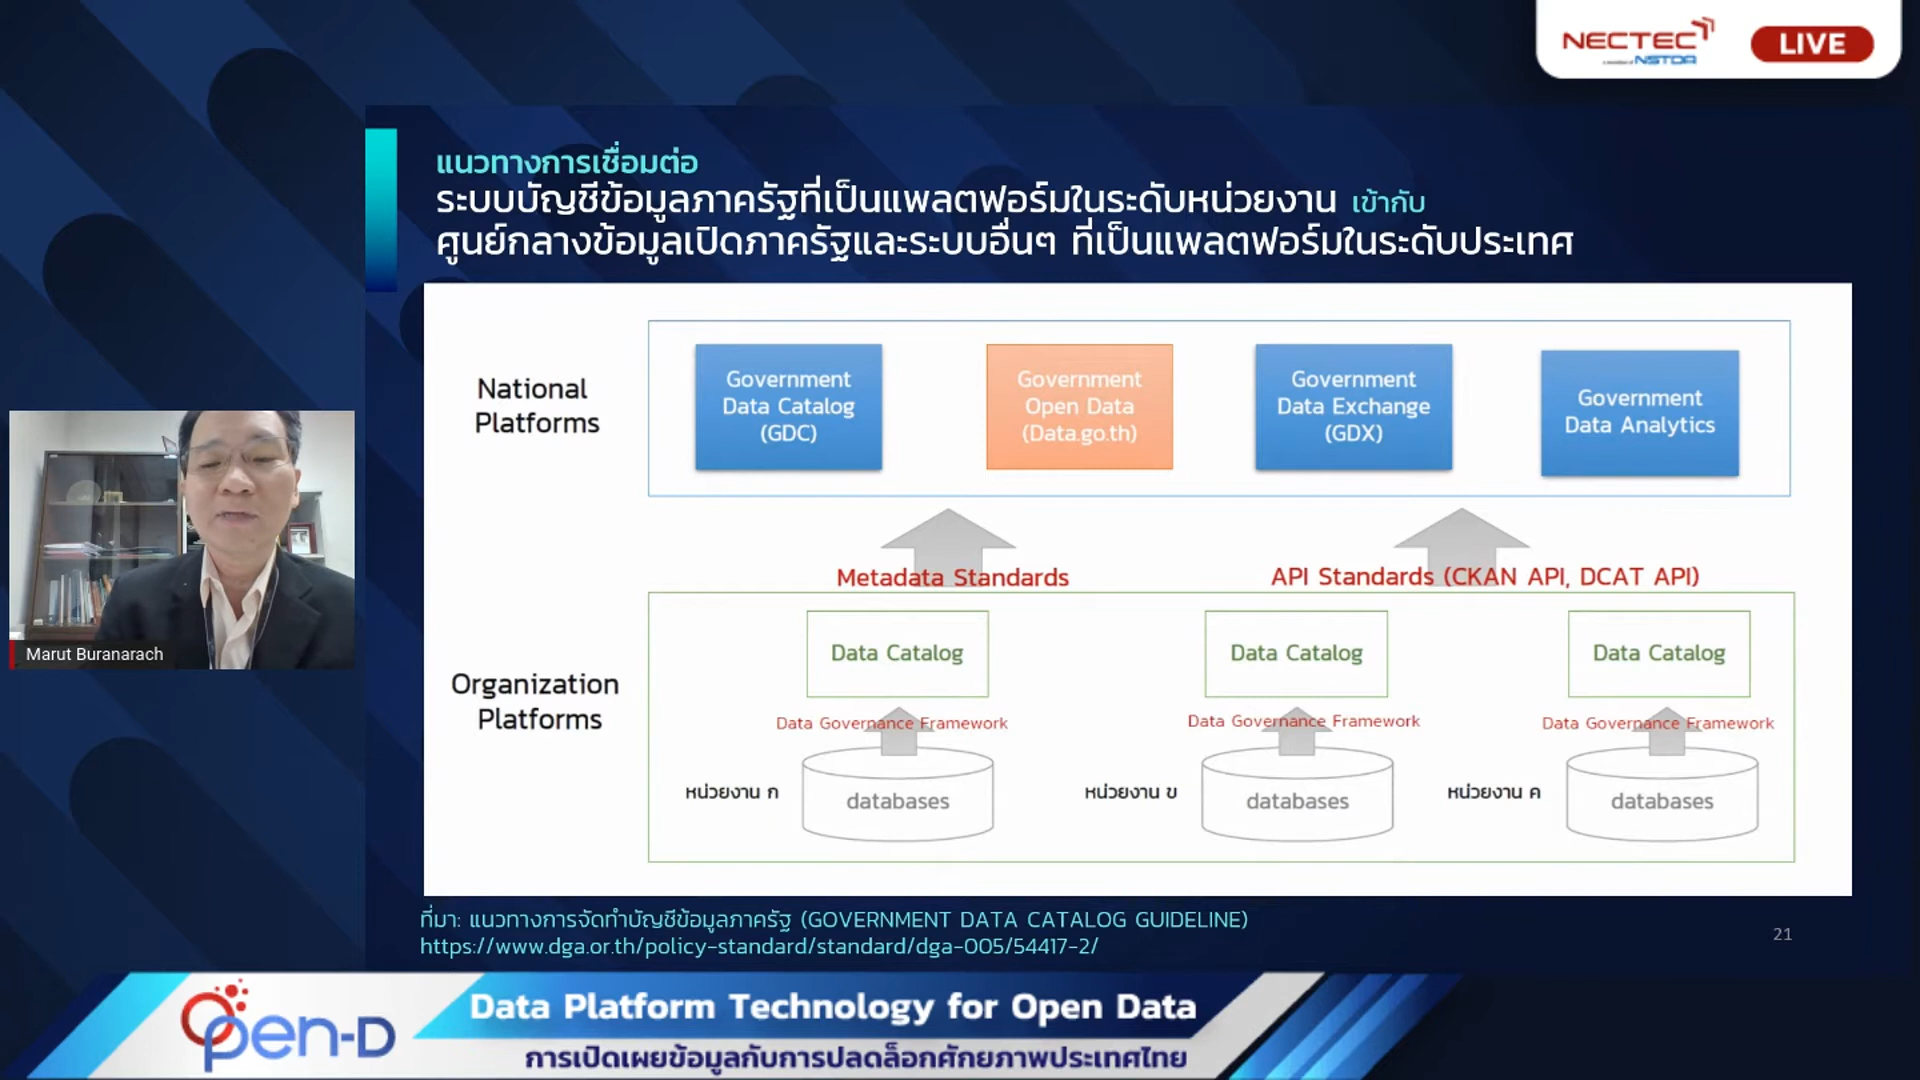 NECTEC
a member of NSTDA
LIVE
แนวทางการเชื่อมต่อ
ระบบบัญชีข้อมูลภาครัฐที่เป็นแพลตฟอร์มในระดับหน่วยงาน เข้ากับ
ศูนย์กลางข้อมูลเปิดภาครัฐและระบบอื่นๆ ที่เป็นแพลตฟอร์มในระดับประเทศ
National
Platforms
Government
Data Catalog
(GDC)
Government
Open Data
(Data.go.th)
Government
Data Exchange
(GDX)
Government
Data Analytics
Metadata Standards
API Standards (CKAN API, DCAT API)
Organization
Platforms
Data Catalog
Data Catalog
Data Catalog
Data Governance Framework
Data Governance Framework
Data Governance Framework
หน่วยงาน ก
databases
หน่วยงาน ข
databases
หน่วยงาน ค
databases
Marut Buranarach
ที่มา: แนวทางการจัดทำบัญชีข้อมูลภาครัฐ (GOVERNMENT DATA CATALOG GUIDELINE)
https://www.dga.or.th/policy-standard/standard/dga-005/54417-2/
21
Open-D
Data Platform Technology for Open Data
การเปิดเผยข้อมูลกับการปลดล็อกศักยภาพประเทศไทย